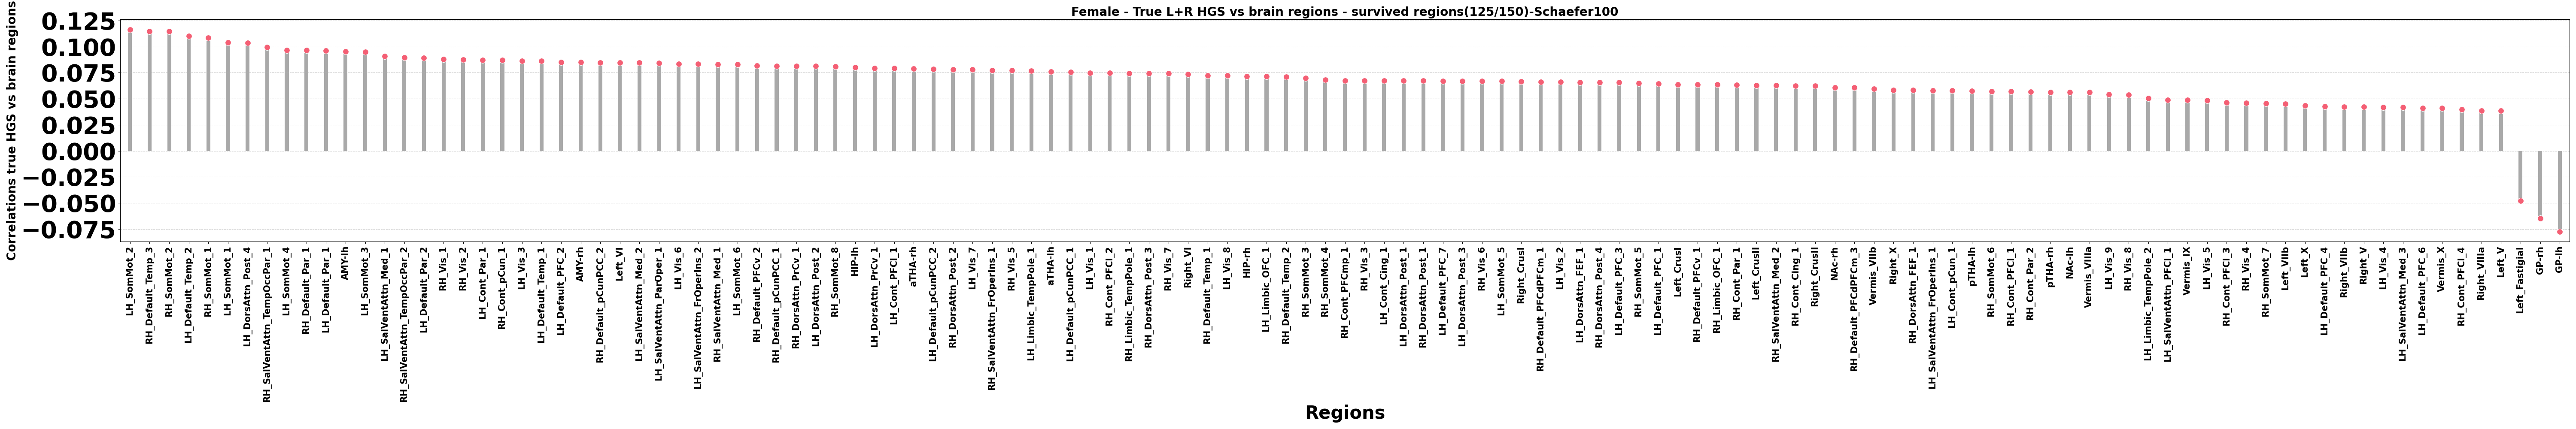 Female - True L+R HGS vs brain regions - survived regions(125/150)-Schaefer100
Correlations true HGS vs brain regions
0.125
0.100
0.075
0.050
0.025
0.000
−0.025
−0.050
−0.075
LH_SomMot_2
RH_Default_Temp_3
RH_SomMot_2
LH_Default_Temp_2
RH_SomMot_1
LH_SomMot_1
LH_DorsAttn_Post_4
RH_SalVentAttn_TempOccPar_1
LH_SomMot_4
RH_Default_Par_1
LH_Default_Par_1
AMY-lh
LH_SomMot_3
LH_SalVentAttn_Med_1
RH_SalVentAttn_TempOccPar_2
LH_Default_Par_2
RH_Vis_1
RH_Vis_2
LH_Cont_Par_1
RH_Cont_pCun_1
LH_Vis_3
LH_Default_Temp_1
LH_Default_PFC_2
AMY-rh
RH_Default_pCunPCC_2
Left_VI
LH_SalVentAttn_Med_2
LH_SalVentAttn_ParOper_1
LH_Vis_6
LH_SalVentAttn_FrOperIns_2
RH_SalVentAttn_Med_1
LH_SomMot_6
RH_Default_PFCv_2
RH_Default_pCunPCC_1
RH_DorsAttn_PrCv_1
LH_DorsAttn_Post_2
RH_SomMot_8
HIP-lh
LH_DorsAttn_PrCv_1
LH_Cont_PFCl_1
aTHA-rh
LH_Default_pCunPCC_2
RH_DorsAttn_Post_2
LH_Vis_7
RH_SalVentAttn_FrOperIns_1
RH_Vis_5
LH_Limbic_TempPole_1
aTHA-lh
LH_Default_pCunPCC_1
LH_Vis_1
RH_Cont_PFCl_2
RH_Limbic_TempPole_1
RH_DorsAttn_Post_3
RH_Vis_7
Right_VI
RH_Default_Temp_1
LH_Vis_8
HIP-rh
LH_Limbic_OFC_1
RH_Default_Temp_2
RH_SomMot_3
RH_SomMot_4
RH_Cont_PFCmp_1
RH_Vis_3
LH_Cont_Cing_1
LH_DorsAttn_Post_1
RH_DorsAttn_Post_1
LH_Default_PFC_7
LH_DorsAttn_Post_3
RH_Vis_6
LH_SomMot_5
Right_CrusI
RH_Default_PFCdPFCm_1
LH_Vis_2
LH_DorsAttn_FEF_1
RH_DorsAttn_Post_4
LH_Default_PFC_3
RH_SomMot_5
LH_Default_PFC_1
Left_CrusI
RH_Default_PFCv_1
RH_Limbic_OFC_1
RH_Cont_Par_1
Left_CrusII
RH_SalVentAttn_Med_2
RH_Cont_Cing_1
Right_CrusII
NAc-rh
RH_Default_PFCdPFCm_3
Vermis_VIIb
Right_X
RH_DorsAttn_FEF_1
LH_SalVentAttn_FrOperIns_1
LH_Cont_pCun_1
pTHA-lh
RH_SomMot_6
RH_Cont_PFCl_1
RH_Cont_Par_2
pTHA-rh
NAc-lh
Vermis_VIIIa
LH_Vis_9
RH_Vis_8
LH_Limbic_TempPole_2
LH_SalVentAttn_PFCl_1
Vermis_IX
LH_Vis_5
RH_Cont_PFCl_3
RH_Vis_4
RH_SomMot_7
Left_VIIb
Left_X
LH_Default_PFC_4
Right_VIIb
Right_V
LH_Vis_4
LH_SalVentAttn_Med_3
LH_Default_PFC_6
Vermis_X
RH_Cont_PFCl_4
Right_VIIIa
Left_V
Left_Fastigial
GP-rh
GP-lh
Regions